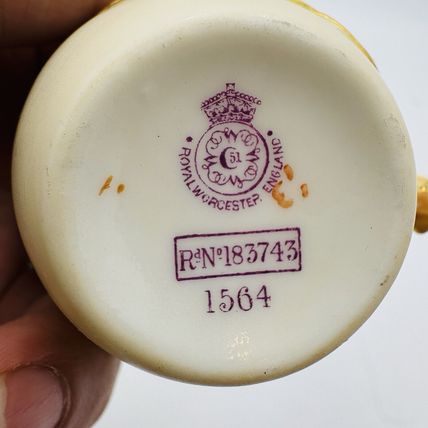 C 51
• ROYAL WORCESTER ENGLAND •
RdNo183743
1564